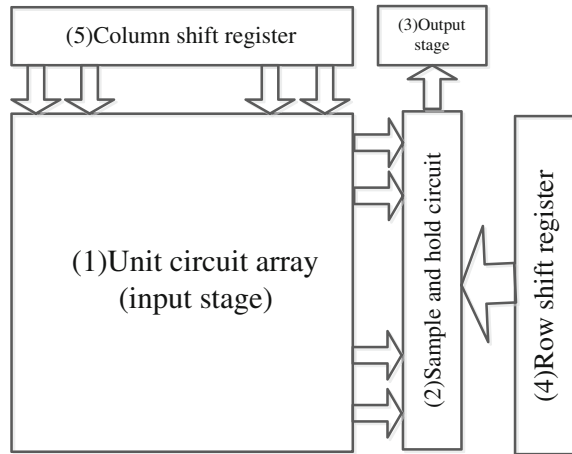 (5)Column shift register
(3)Output
stage
(1)Unit circuit array
(input stage)
(2)Sample and hold circuit
(4)Row shift register